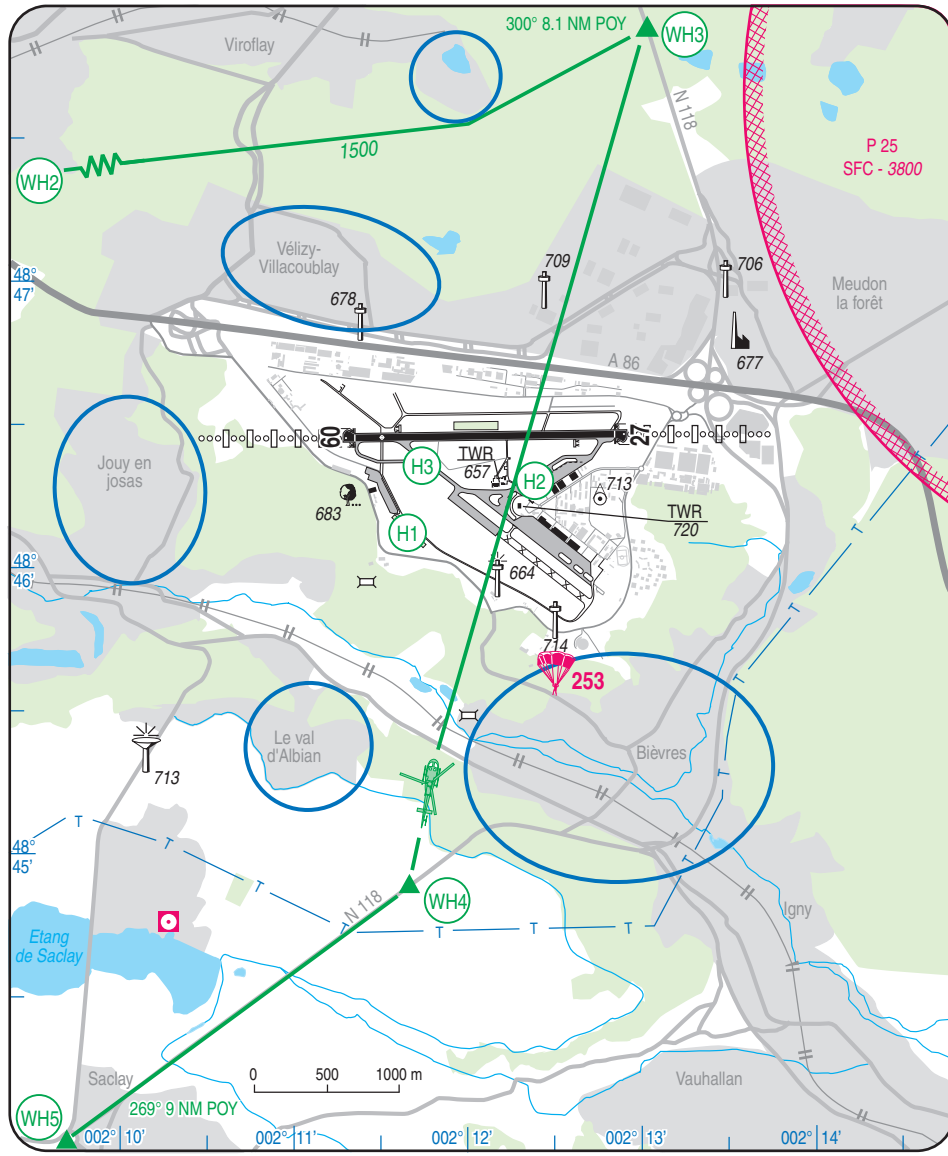 300° 8.1 NM POY
WH3
Viroflay
N 118
P 25
SFC - 3800
1500
WH2
Vélizy-
Villacoublay
709
706
Meudon
la forêt
48°
47'
678
677
A 86
09
27
Jouy en
josas
H3
TWR
657
H2
713
683
TWR
720
H1
48°
46'
664
714
253
Le val
d'Albian
Bièvres
713
T
T
T
48°
45'
T
T
WH4
N 118
Igny
T
T
T
T
Etang
de Saclay
Saclay
0 500 1000 m
Vauhallan
WH5
269° 9 NM POY
002° 10'
002° 11'
002° 12'
002° 13'
002° 14'